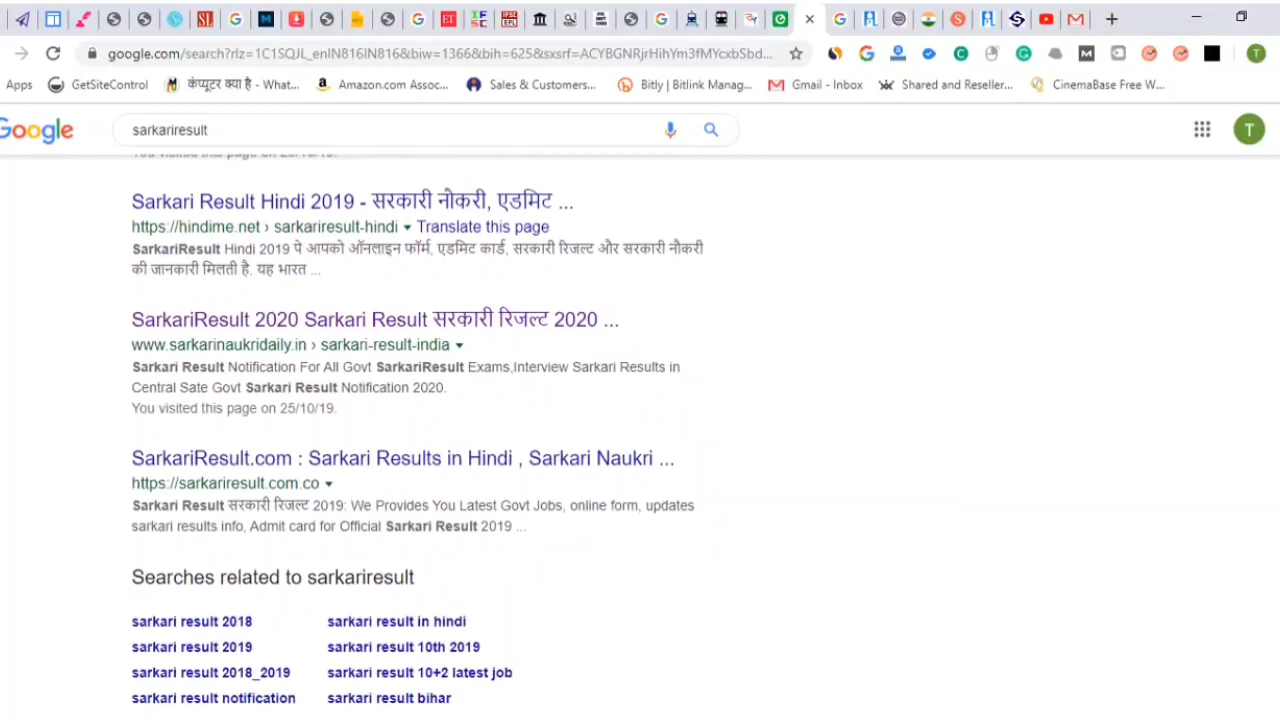 google.com/search?rlz=1C1SQJL_enIN816IN816&biw=1366&bih=625&sxsrf=ACYBGNRjrHihYm3fMYcxbSbd...
Apps GetSiteControl कंप्यूटर क्या है - What... Amazon.com Assoc... Sales & Customers... Bitly | Bitlink Manag... Gmail - Inbox Shared and Reseller... CinemaBase Free W...
Google sarkariresult T
You visited this page on 25/10/19.
Sarkari Result Hindi 2019 - सरकारी नौकरी, एडमिट ...
https://hindime.net › sarkariresult-hindi Translate this page
SarkariResult Hindi 2019 पे आपको ऑनलाइन फॉर्म, एडमिट कार्ड, सरकारी रिजल्ट और सरकारी नौकरी
की जानकारी मिलती है. यह भारत ...
SarkariResult 2020 Sarkari Result सरकारी रिजल्ट 2020 ...
www.sarkarinaukridaily.in › sarkari-result-india
Sarkari Result Notification For All Govt SarkariResult Exams,Interview Sarkari Results in
Central Sate Govt Sarkari Result Notification 2020.
You visited this page on 25/10/19.
SarkariResult.com : Sarkari Results in Hindi , Sarkari Naukri ...
https://sarkariresult.com.co
Sarkari Result सरकारी रिजल्ट 2019: We Provides You Latest Govt Jobs, online form, updates
sarkari results info, Admit card for Official Sarkari Result 2019 ...
Searches related to sarkariresult
sarkari result 2018 sarkari result in hindi
sarkari result 2019 sarkari result 10th 2019
sarkari result 2018_2019 sarkari result 10+2 latest job
sarkari result notification sarkari result bihar